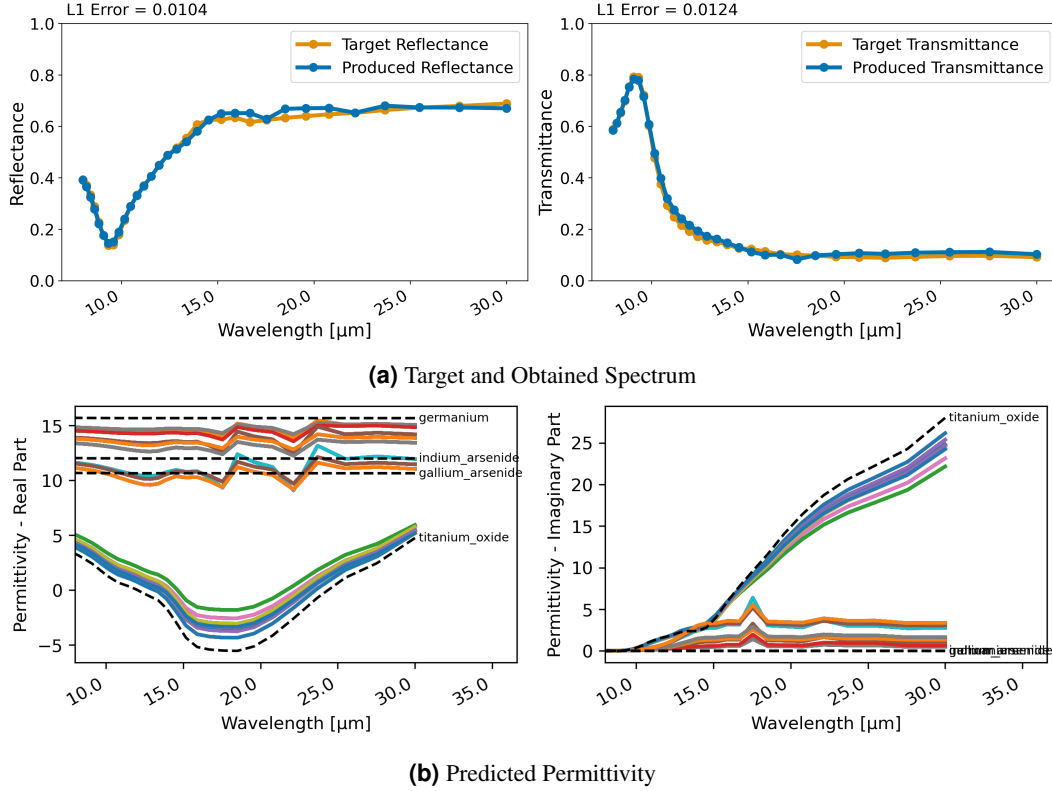 L1 Error = 0.0104
1.0
0.8
0.6
0.4
0.2
0.0
Reflectance
Target Reflectance
Produced Reflectance
10.0
15.0
20.0
25.0
30.0
Wavelength [µm]
L1 Error = 0.0124
1.0
0.8
0.6
0.4
0.2
0.0
Transmittance
Target Transmittance
Produced Transmittance
10.0
15.0
20.0
25.0
30.0
Wavelength [µm]
(a) Target and Obtained Spectrum
15
10
5
0
−5
Permittivity - Real Part
germanium
indium_arsenide
gallium_arsenide
titanium_oxide
10.0
15.0
20.0
25.0
30.0
35.0
Wavelength [µm]
25
20
15
10
5
0
Permittivity - Imaginary Part
titanium_oxide
10.0
15.0
20.0
25.0
30.0
35.0
Wavelength [µm]
(b) Predicted Permittivity